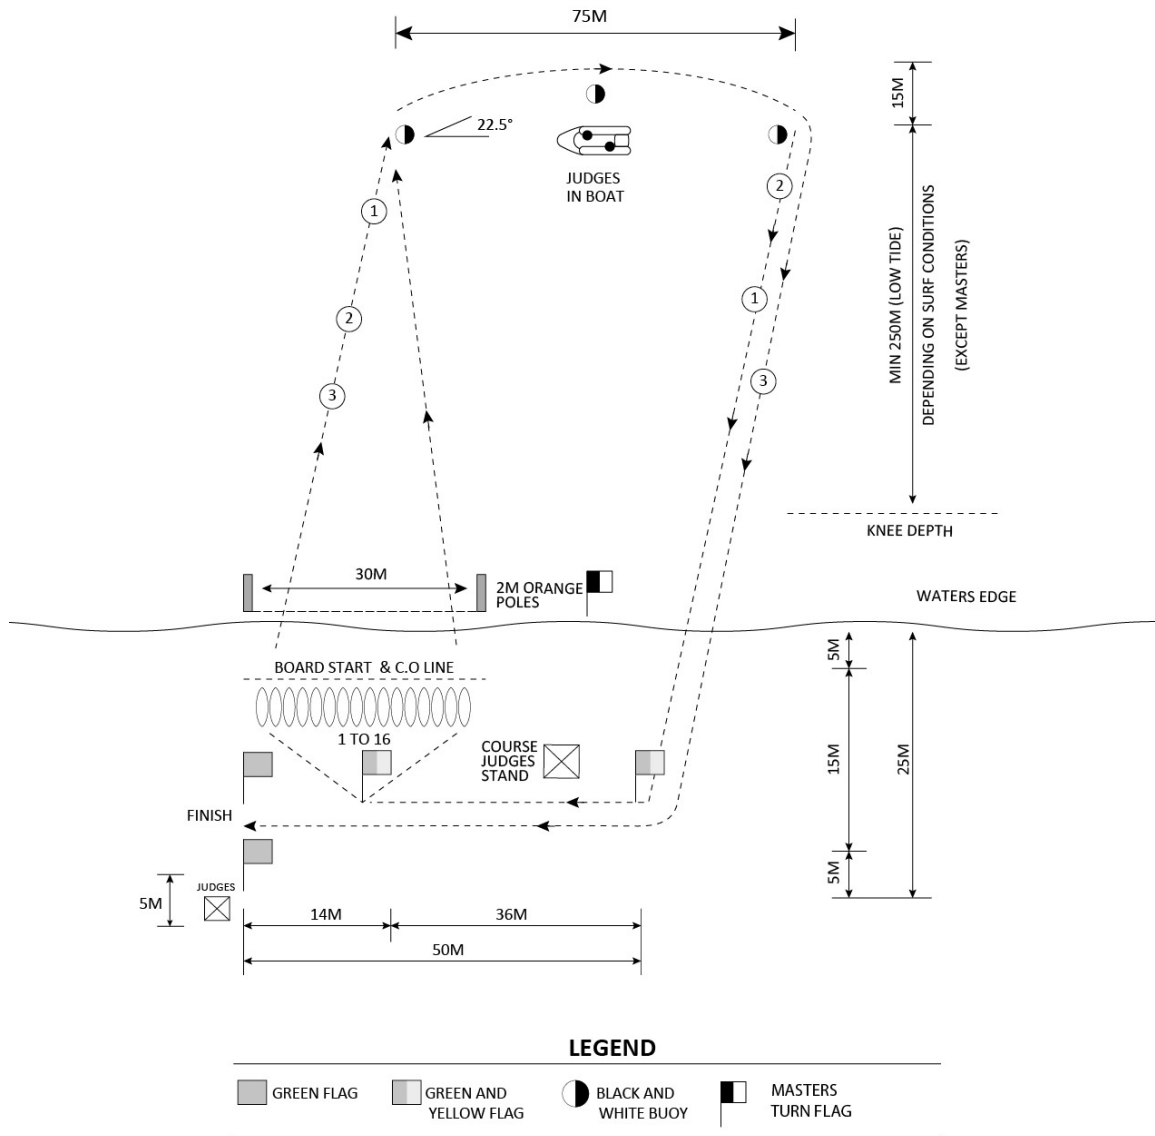 75M
15M
22.5°
JUDGES
IN BOAT
1
2
3
2
1
3
MIN 250M (LOW TIDE)
DEPENDING ON SURF CONDITIONS
(EXCEPT MASTERS)
KNEE DEPTH
30M
2M ORANGE
POLES
WATERS EDGE
BOARD START & C.O LINE
1 TO 16
COURSE
JUDGES
STAND
5M
15M
25M
5M
FINISH
JUDGES
5M
14M
36M
50M
LEGEND
GREEN FLAG
GREEN AND
YELLOW FLAG
BLACK AND
WHITE BUOY
MASTERS
TURN FLAG